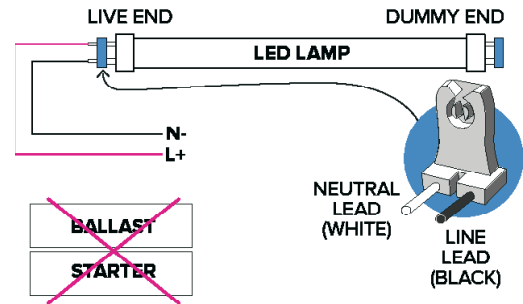 LIVE END
DUMMY END
LED LAMP
N-
L+
NEUTRAL
LEAD
(WHITE)
LINE
LEAD
(BLACK)
BALLAST
STARTER